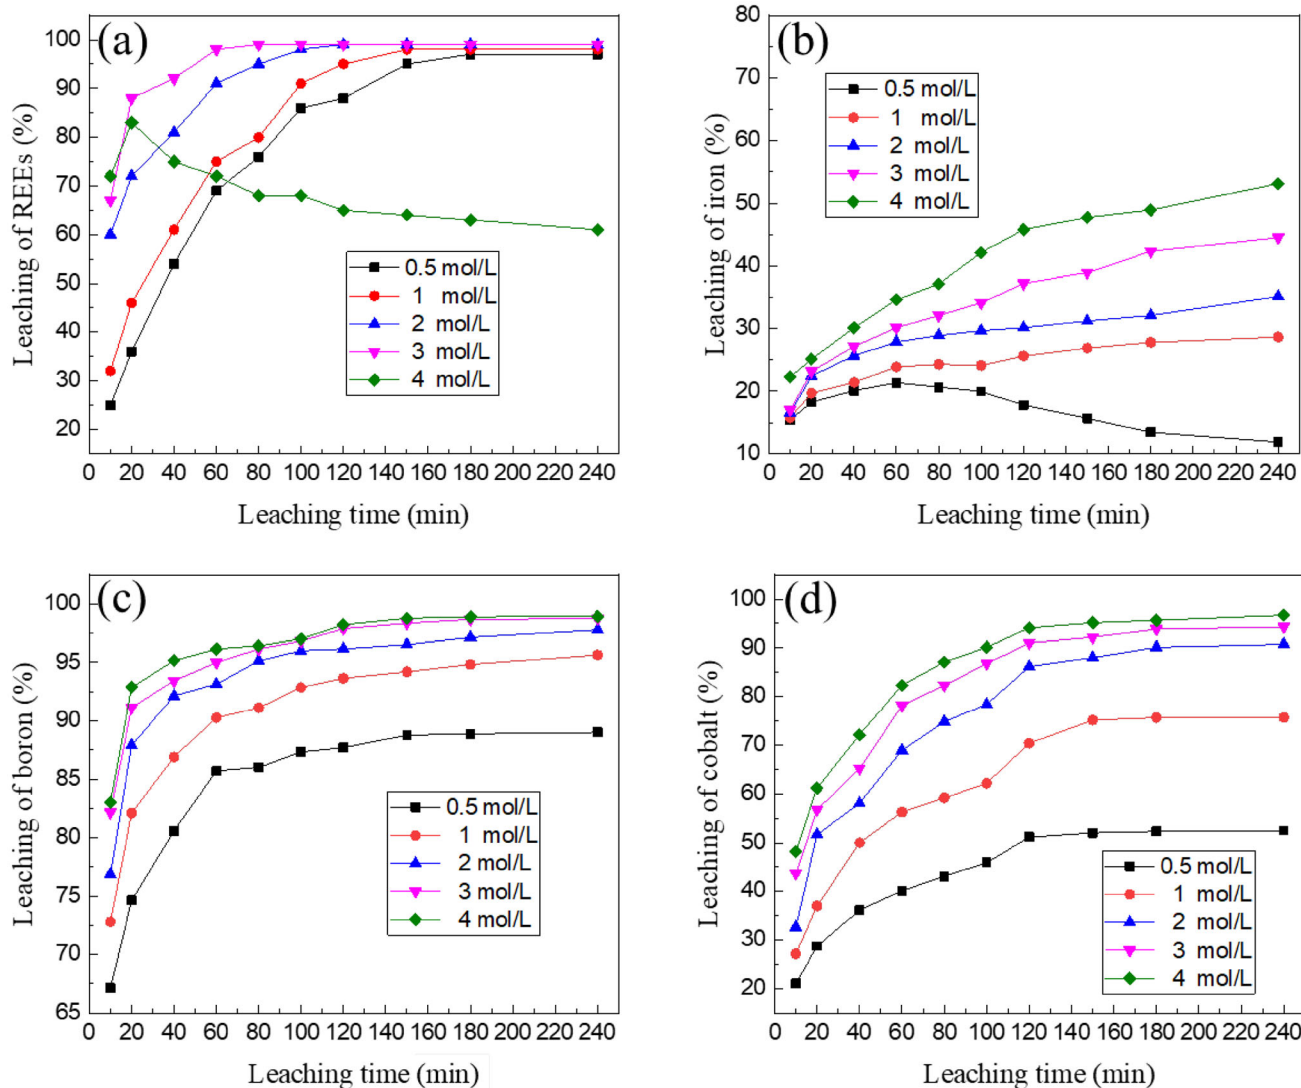 (a)
Leaching of REEs (%)
100
90
80
70
60
50
40
30
20
0.5 mol/L
1 mol/L
2 mol/L
3 mol/L
4 mol/L
0 20 40 60 80 100 120 140 160 180 200 220 240
Leaching time (min)
(b)
Leaching of iron (%)
80
70
60
50
40
30
20
10
0.5 mol/L
1 mol/L
2 mol/L
3 mol/L
4 mol/L
0 20 40 60 80 100 120 140 160 180 200 220 240
Leaching time (min)
(c)
Leaching of boron (%)
100
95
90
85
80
75
70
65
0.5 mol/L
1 mol/L
2 mol/L
3 mol/L
4 mol/L
0 20 40 60 80 100 120 140 160 180 200 220 240
Leaching time (min)
(d)
Leaching of cobalt (%)
100
90
80
70
60
50
40
30
20
0.5 mol/L
1 mol/L
2 mol/L
3 mol/L
4 mol/L
0 20 40 60 80 100 120 140 160 180 200 220 240
Leaching time (min)